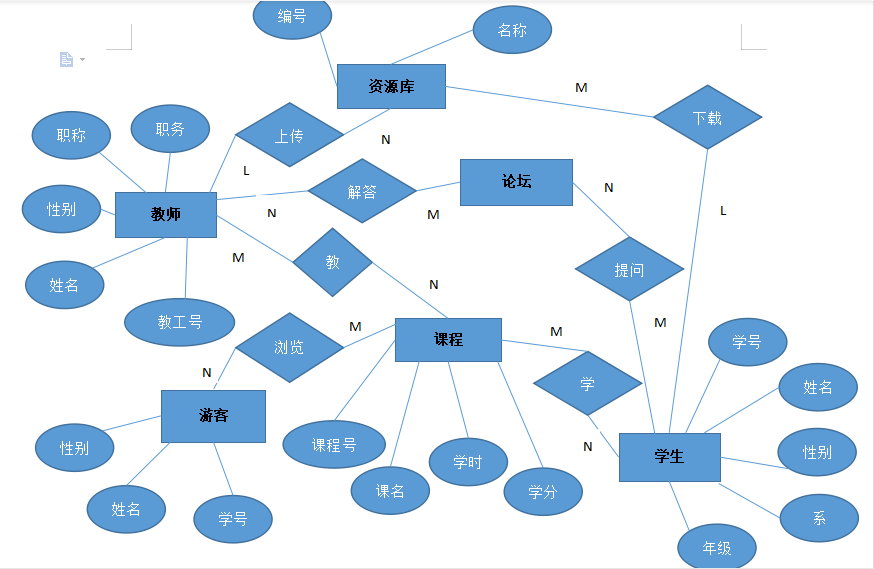 编号
名称
资源库
M
下载
职称
职务
上传
N
L
解答
论坛
N
性别
教师
N
M
L
M
教
提问
姓名
N
教工号
M
浏览
M
课程
M
学号
N
学
姓名
游客
性别
课程号
学时
N
学生
性别
课名
学分
姓名
学号
系
年级